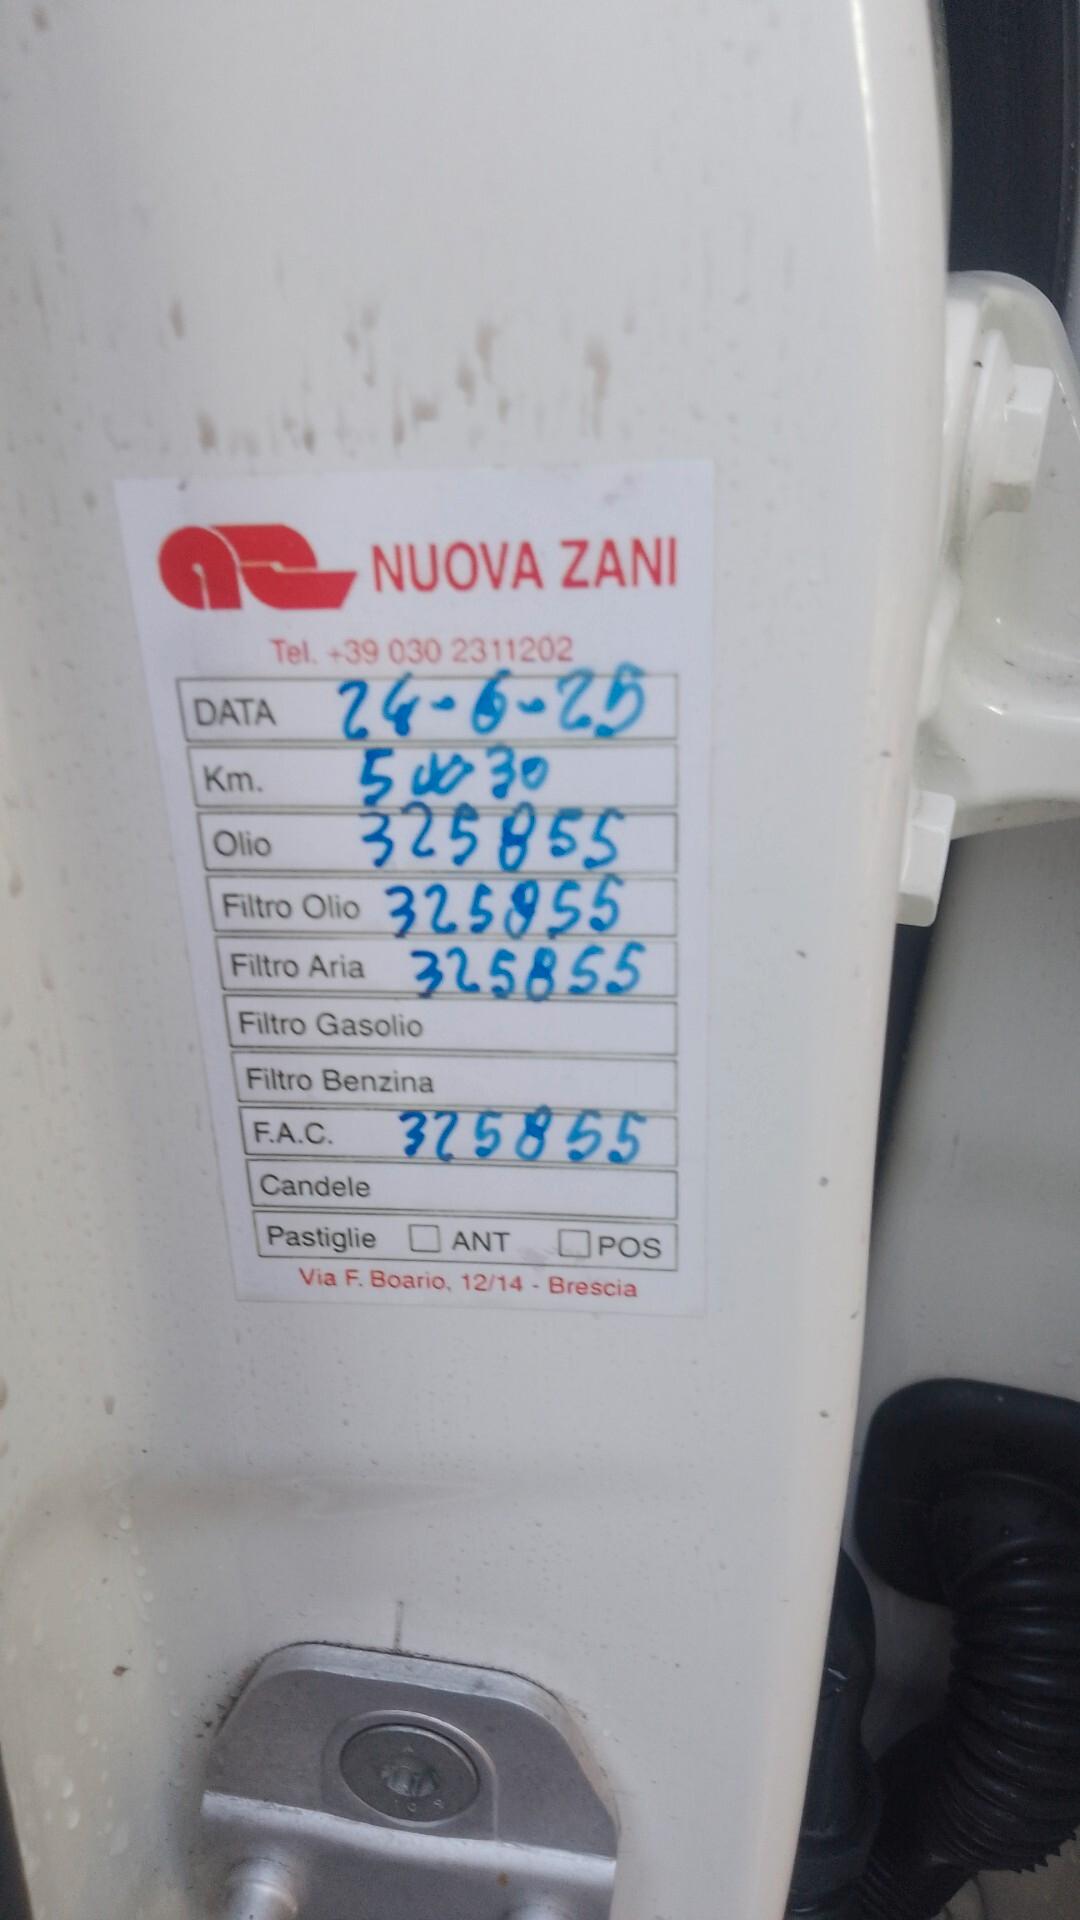 NUOVA ZANI
Tel. +39 030 2311202
DATA 24-6-25
Km. 5W30
Olio 325855
Filtro Olio 325855
Filtro Aria 325855
Filtro Gasolio
Filtro Benzina
F.A.C. 325855
Candele
Pastiglie ANT POS
Via F. Boario, 12/14 - Brescia